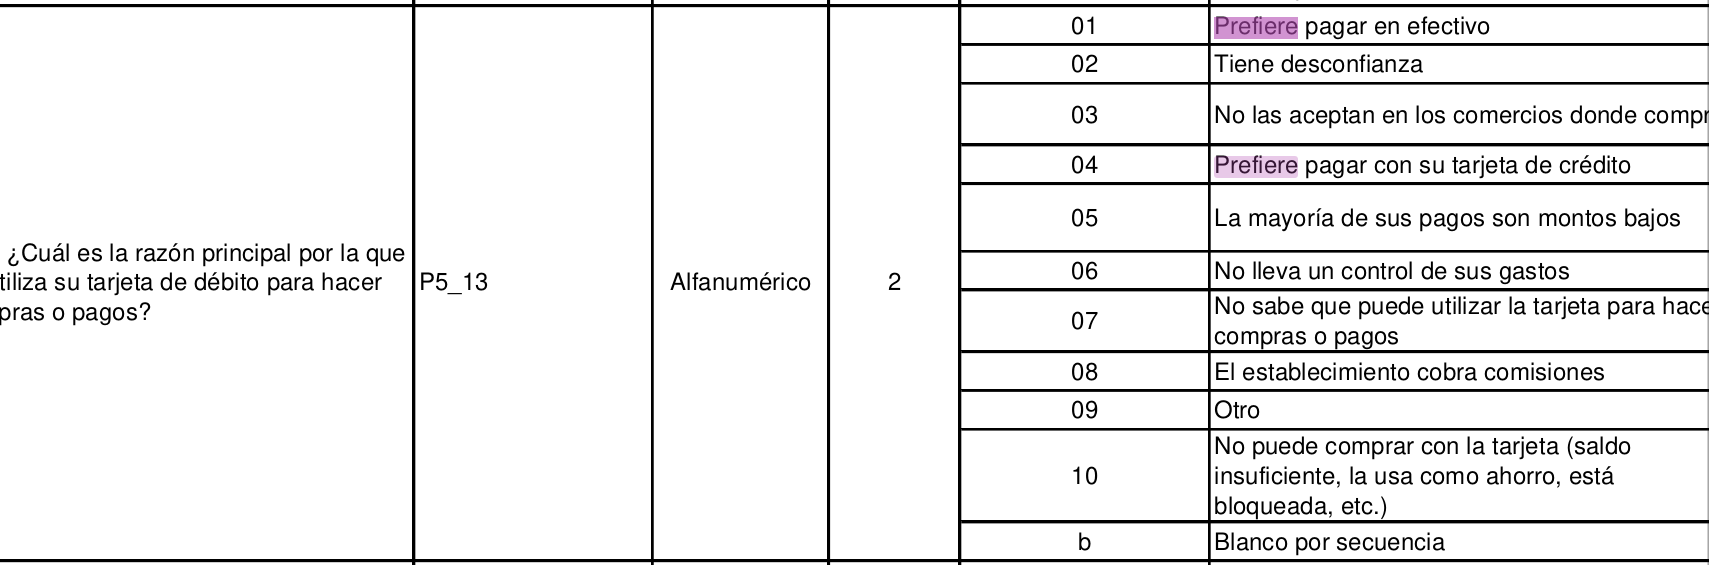 01
Prefiere pagar en efectivo
02
Tiene desconfianza
03
No las aceptan en los comercios donde compr
04
Prefiere pagar con su tarjeta de crédito
05
La mayoría de sus pagos son montos bajos
¿Cuál es la razón principal por la que
tiliza su tarjeta de débito para hacer
pras o pagos?
P5_13
Alfanumérico
2
06
No lleva un control de sus gastos
07
No sabe que puede utilizar la tarjeta para hace
compras o pagos
08
El establecimiento cobra comisiones
09
Otro
10
No puede comprar con la tarjeta (saldo
insuficiente, la usa como ahorro, está
bloqueada, etc.)
b
Blanco por secuencia